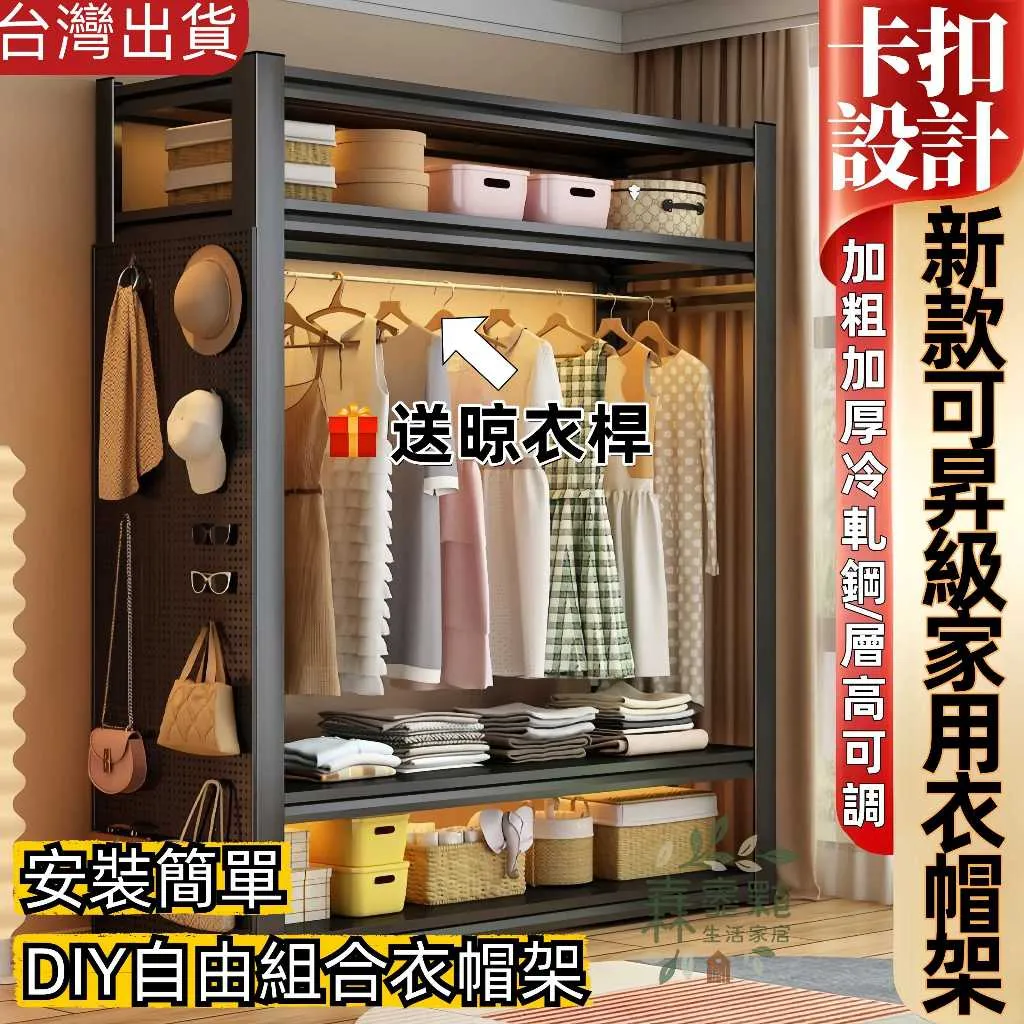 台灣出貨
卡扣
設計
新款可昇級家用衣帽架
加粗加厚冷軋鋼/層高可調
送晾衣桿
安裝簡單
DIY自由組合衣帽架
生活家居